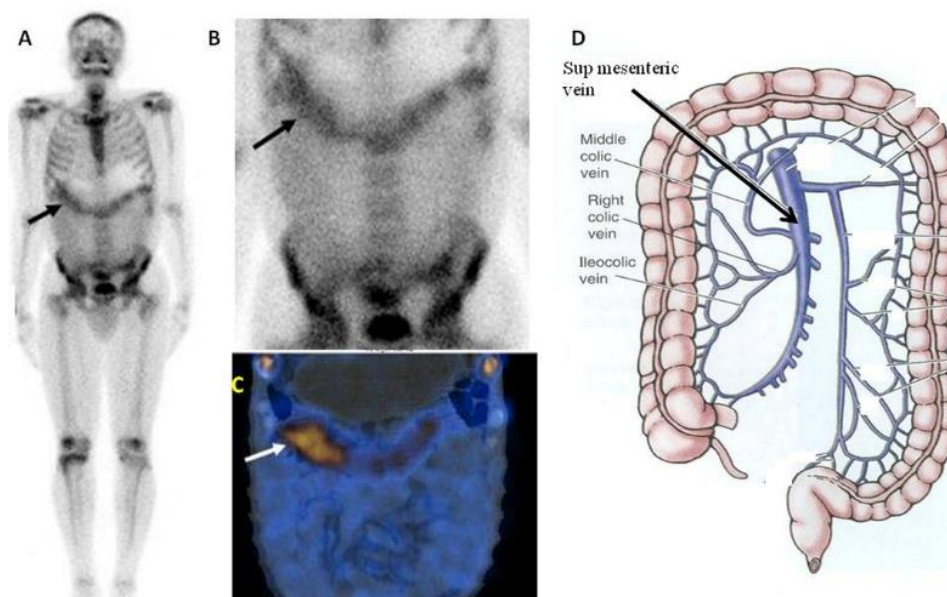 A
B
C
D
Sup mesenteric
vein
Middle
colic
vein
Right
colic
vein
Ileocolic
vein